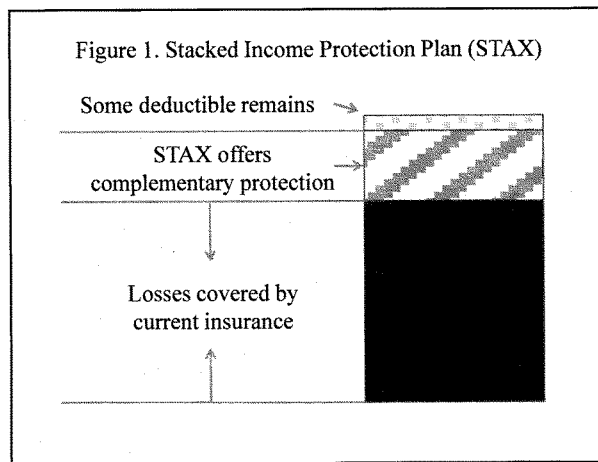 Figure 1. Stacked Income Protection Plan (STAX)
Some deductible remains
STAX offers
complementary protection
Losses covered by
current insurance